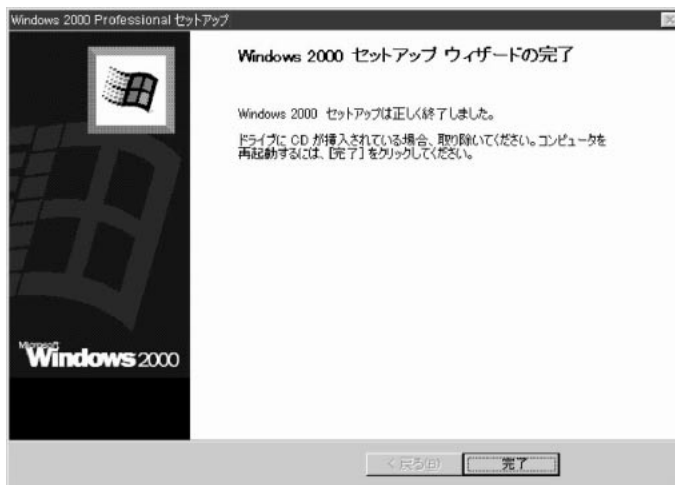 Windows 2000 Professional セットアップ
Windows 2000 セットアップ ウィザードの完了
Windows 2000 セットアップは正しく終了しました。
ドライブに CD が挿入されている場合、取り除いてください。コンピュータを
再起動するには、[完了] をクリックしてください。
Microsoft
Windows 2000
< 戻る(B)
完了